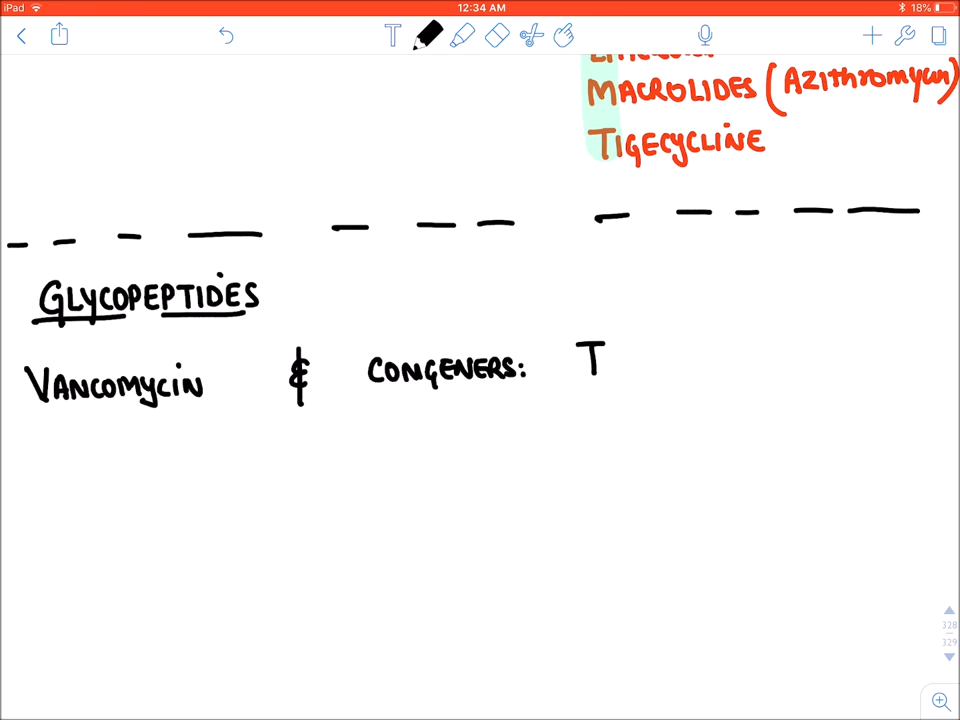 iPad 12:34 AM 18%
T
MACROLIDES (Azithromycin)
TIGECYCLINE
GLYCOPEPTIDES
VANCOMYCIN & CONGENERS: T
328
329